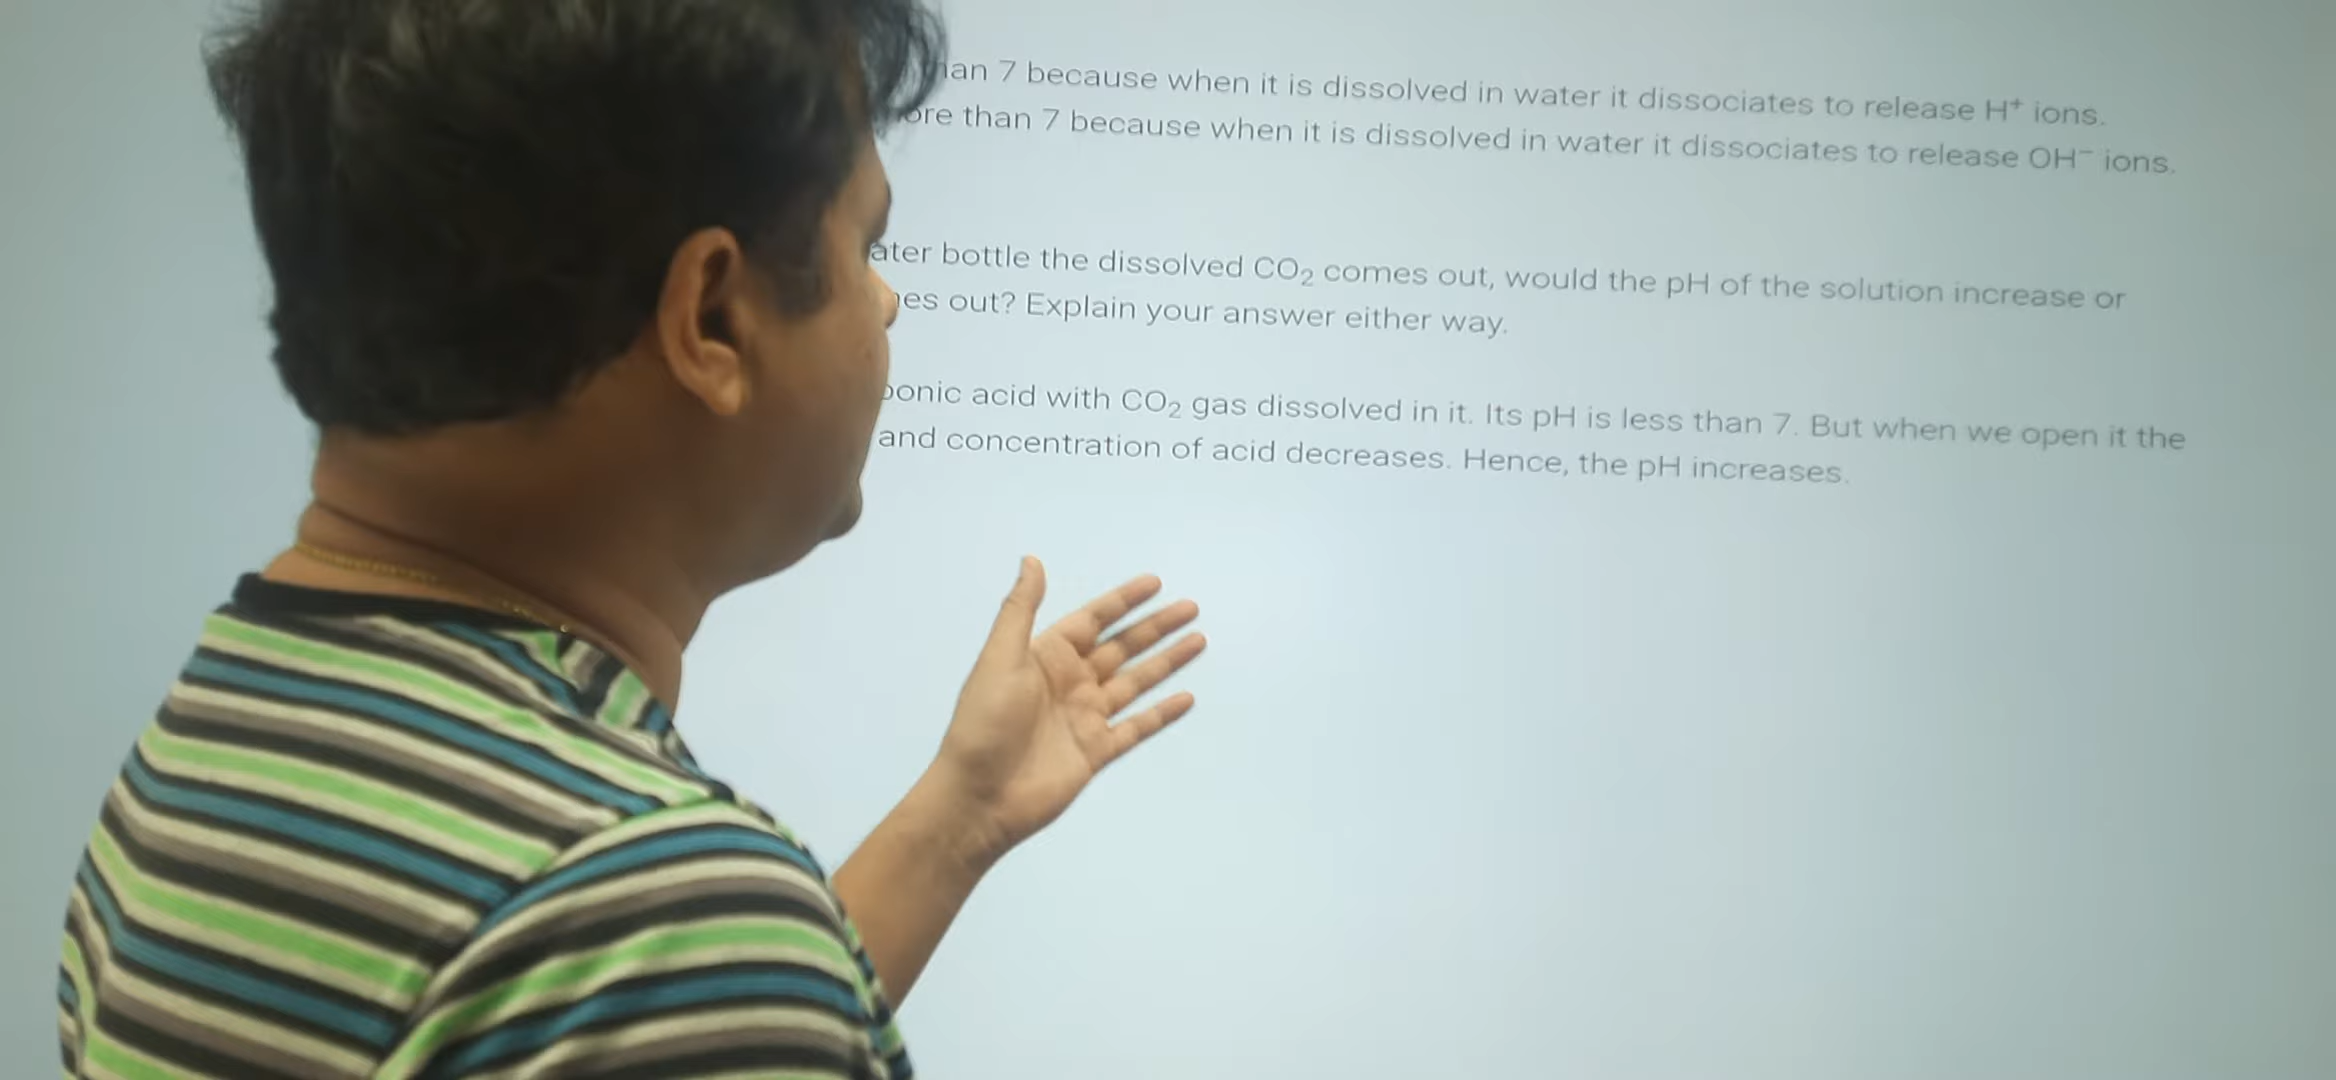 than 7 because when it is dissolved in water it dissociates to release H⁺ ions.
more than 7 because when it is dissolved in water it dissociates to release OH⁻ ions.
ater bottle the dissolved CO₂ comes out, would the pH of the solution increase or
es out? Explain your answer either way.
bonic acid with CO₂ gas dissolved in it. Its pH is less than 7. But when we open it the
and concentration of acid decreases. Hence, the pH increases.